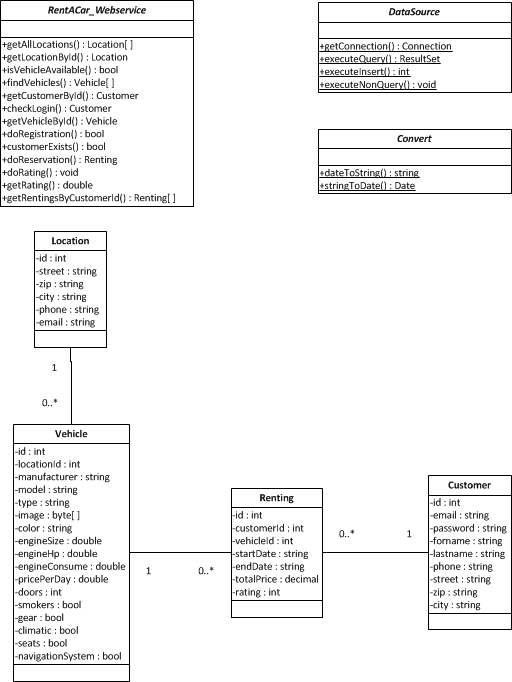 RentACar_Webservice
+getAllLocations() : Location[ ]
+getLocationById() : Location
+isVehicleAvailable() : bool
+findVehicles() : Vehicle[ ]
+getCustomerById() : Customer
+checkLogin() : Customer
+getVehicleById() : Vehicle
+doRegistration() : bool
+customerExists() : bool
+doReservation() : Renting
+doRating() : void
+getRating() : double
+getRentingsByCustomerId() : Renting[ ]
DataSource
+getConnection() : Connection
+executeQuery() : ResultSet
+executeInsert() : int
+executeNonQuery() : void
Convert
+dateToString() : string
+stringToDate() : Date
Location
-id : int
-street : string
-zip : string
-city : string
-phone : string
-email : string
1
0..*
Vehicle
-id : int
-locationId : int
-manufacturer : string
-model : string
-type : string
-image : byte[ ]
-color : string
-engineSize : double
-engineHp : double
-engineConsume : double
-pricePerDay : double
-doors : int
-smokers : bool
-gear : bool
-climatic : bool
-seats : bool
-navigationSystem : bool
1
0..*
Renting
-id : int
-customerId : int
-vehicleId : int
-startDate : string
-endDate : string
-totalPrice : decimal
-rating : int
0..*
1
Customer
-id : int
-email : string
-password : string
-forname : string
-lastname : string
-phone : string
-street : string
-zip : string
-city : string